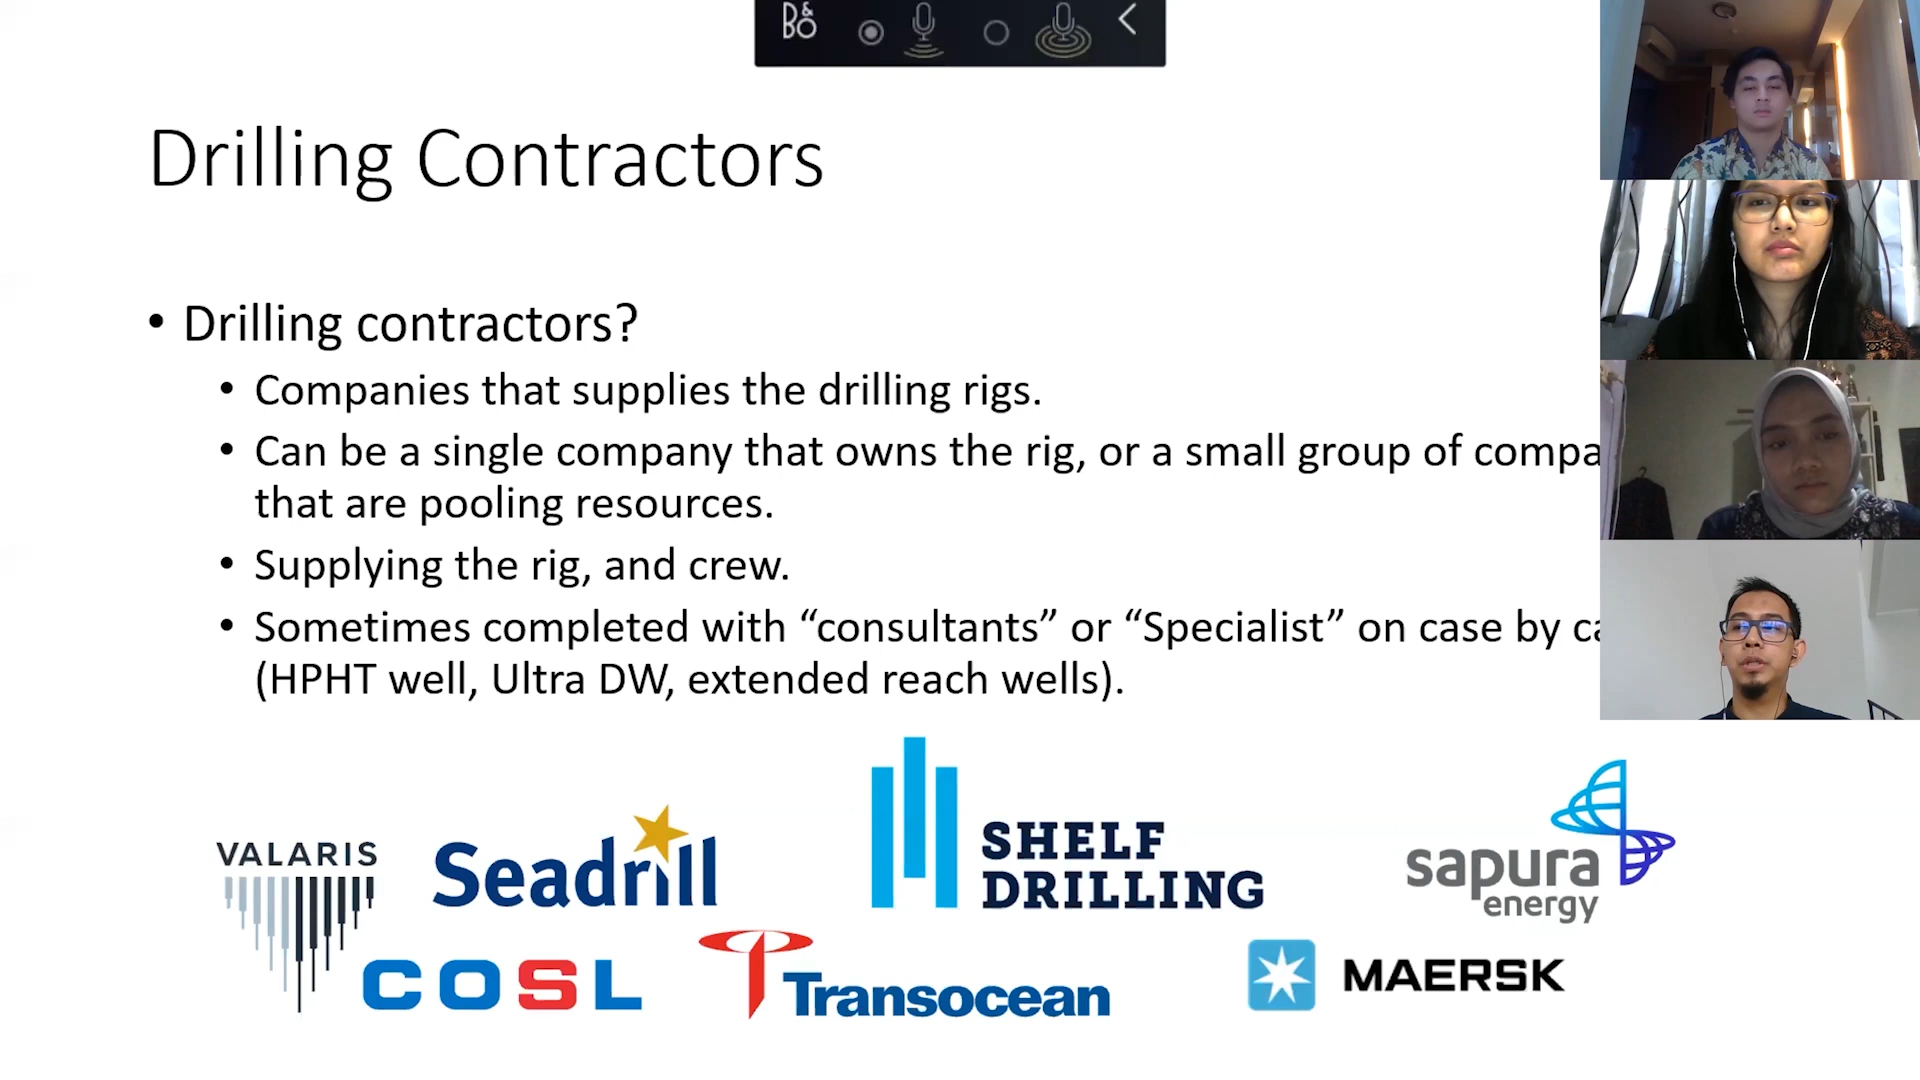 B&O
Drilling Contractors
• Drilling contractors?
• Companies that supplies the drilling rigs.
• Can be a single company that owns the rig, or a small group of compa
that are pooling resources.
• Supplying the rig, and crew.
• Sometimes completed with “consultants” or “Specialist” on case by ca
(HPHT well, Ultra DW, extended reach wells).
VALARIS
Seadrill
SHELF
DRILLING
sapura
energy
COSL
Transocean
MAERSK